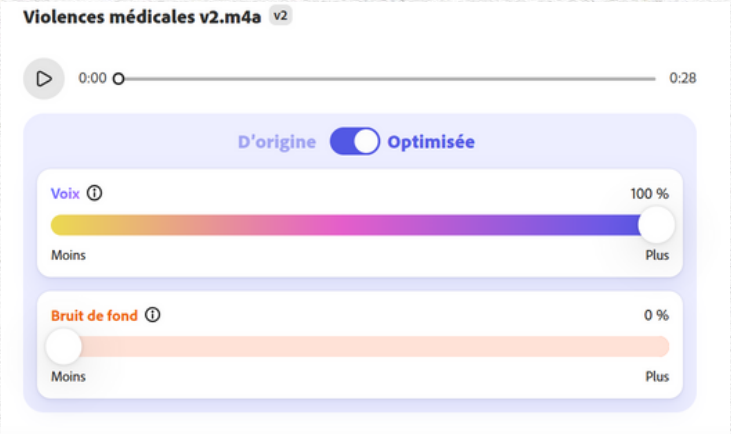 Violences médicales v2.m4a v2
0:00 0:28
D'origine Optimisée
Voix 100 %
Moins Plus
Bruit de fond 0 %
Moins Plus